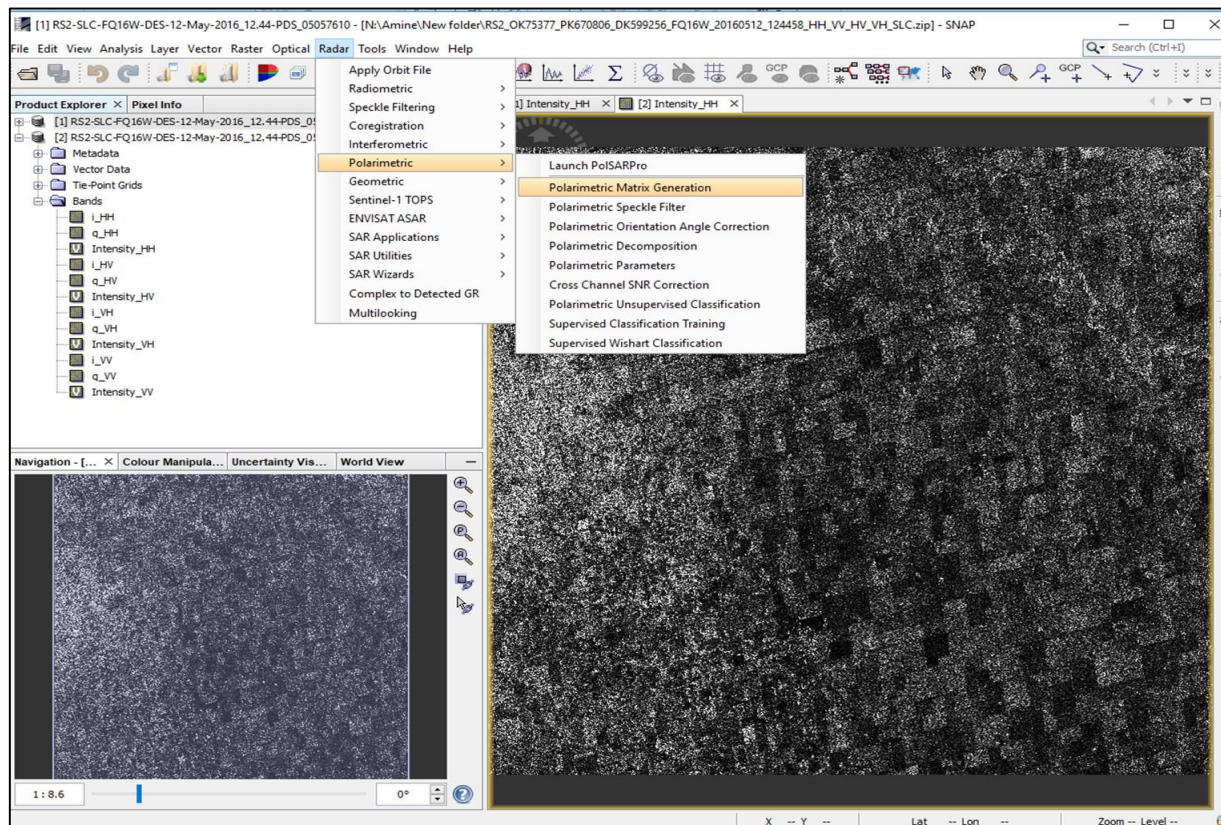 [1] RS2-SLC-FQ16W-DES-12-May-2016_12.44-PDS_05057610 - [N:\Amine\New folder\RS2_OK75377_PK670806_DK599256_FQ16W_20160512_124458_HH_VV_HV_VH_SLC.zip] - SNAP
File Edit View Analysis Layer Vector Raster Optical Radar Tools Window Help
Search (Ctrl+I)
GCP GCP
Product Explorer × Pixel Info
1] Intensity_HH × [2] Intensity_HH ×
[1] RS2-SLC-FQ16W-DES-12-May-2016_12.44-PDS_05
[2] RS2-SLC-FQ16W-DES-12-May-2016_12.44-PDS_05
Metadata
Vector Data
Tie-Point Grids
Bands
i_HH
q_HH
Intensity_HH
i_HV
q_HV
Intensity_HV
i_VH
q_VH
Intensity_VH
i_VV
q_VV
Intensity_VV
Apply Orbit File
Radiometric
Speckle Filtering
Coregistration
Interferometric
Polarimetric
Geometric
Sentinel-1 TOPS
ENVISAT ASAR
SAR Applications
SAR Utilities
SAR Wizards
Complex to Detected GR
Multilooking
Launch PolSARPro
Polarimetric Matrix Generation
Polarimetric Speckle Filter
Polarimetric Orientation Angle Correction
Polarimetric Decomposition
Polarimetric Parameters
Cross Channel SNR Correction
Polarimetric Unsupervised Classification
Supervised Classification Training
Supervised Wishart Classification
Navigation - [... × Colour Manipula... Uncertainty Vis... World View
1 : 8.6
0°
X -- Y -- Lat -- Lon -- Zoom -- Level --